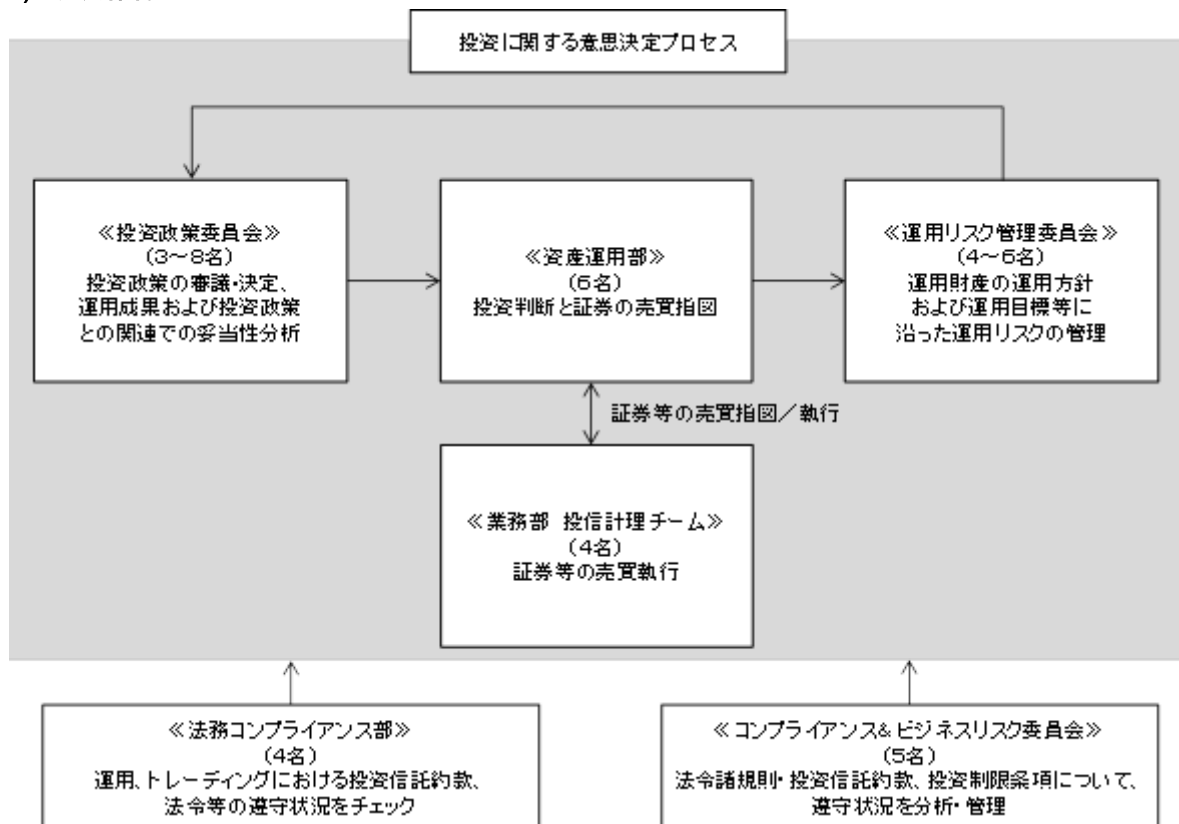 投資に関する意思決定プロセス
≪投資政策委員会≫
(3～8名)
投資政策の審議・決定、
運用成果および投資政策
との関連での妥当性分析
≪資産運用部≫
(6名)
投資判断と証券の売買指図
≪運用リスク管理委員会≫
(4～6名)
運用財産の運用方針
および運用目標等に
沿った運用リスクの管理
証券等の売買指図／執行
≪業務部 投信計理チーム≫
(4名)
証券等の売買執行
≪法務コンプライアンス部≫
(4名)
運用、トレーディングにおける投資信託約款、
法令等の遵守状況をチェック
≪コンプライアンス&ビジネスリスク委員会≫
(5名)
法令諸規則・投資信託約款、投資制限条項について、
遵守状況を分析・管理